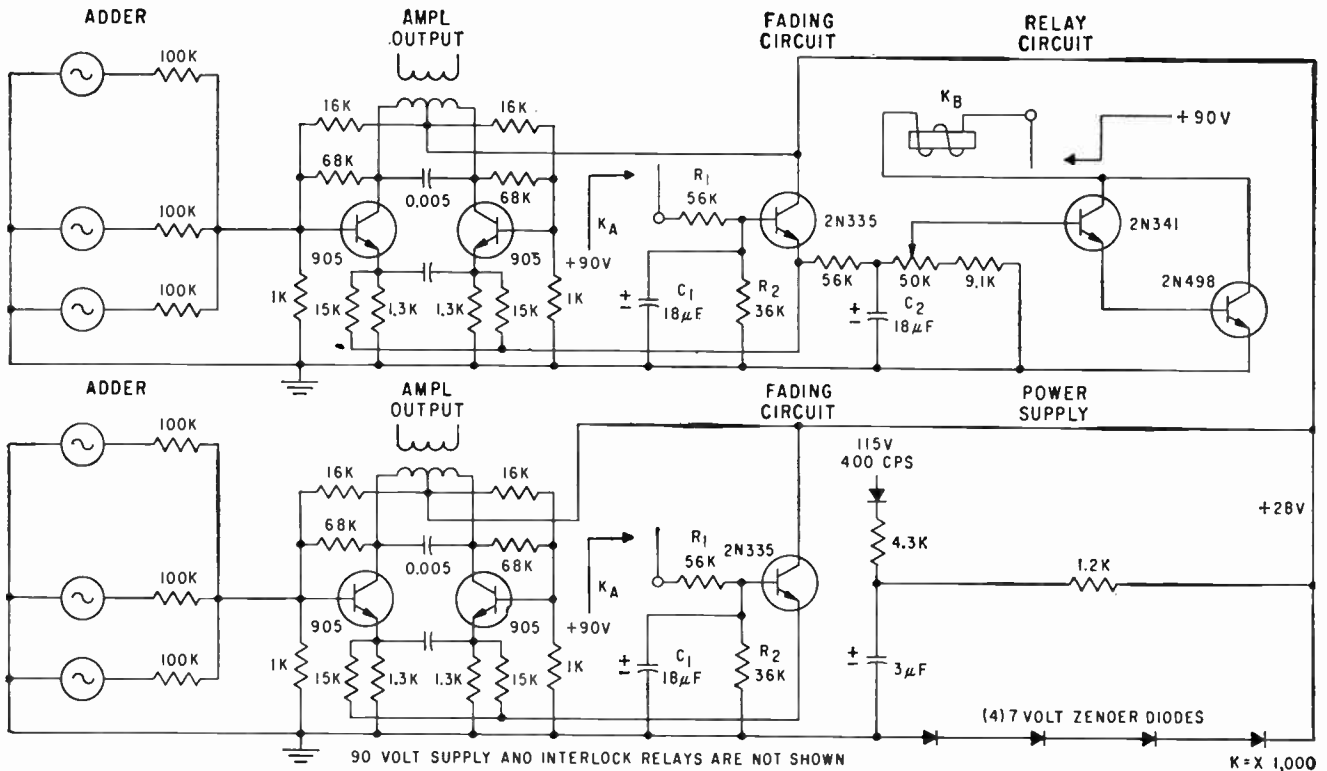 ADDER
AMPL
OUTPUT
FADING
CIRCUIT
RELAY
CIRCUIT
100K
100K
100K
16K
16K
68K
68K
0.005
905
905
1K
15K
1.3K
1.3K
15K
1K
KA
+90V
R1
56K
C1
18µF
R2
36K
2N335
56K
50K
9.1K
C2
18µF
KB
+90V
2N341
2N498
ADDER
AMPL
OUTPUT
FADING
CIRCUIT
POWER
SUPPLY
100K
100K
100K
16K
16K
68K
68K
0.005
905
905
1K
15K
1.3K
1.3K
15K
1K
KA
+90V
R1
56K
C1
18µF
R2
36K
2N335
115V
400 CPS
4.3K
1.2K
3µF
+28V
(4) 7 VOLT ZENOER DIODES
90 VOLT SUPPLY AND INTERLOCK RELAYS ARE NOT SHOWN
K=X 1,000